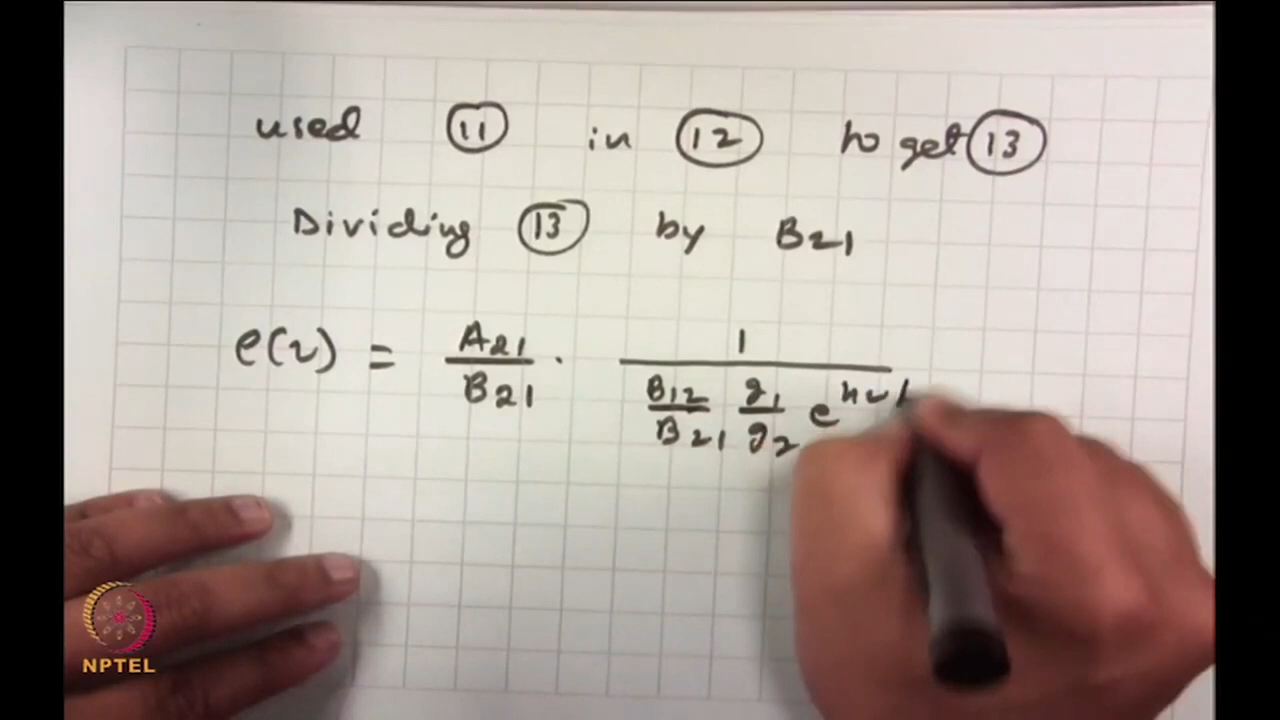 used (11) in (12) to get (13)
Dividing (13) by B21
e(ν) = A21/B21 · 1/(B12/B21 g1/g2 e^hν/
NPTEL